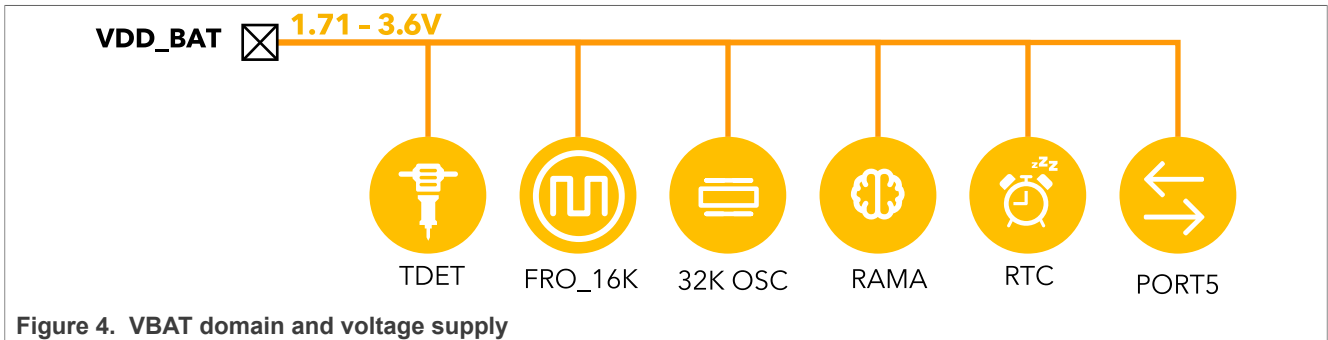 VDD_BAT 1.71 – 3.6V
zZz
TDET FRO_16K 32K OSC RAMA RTC PORT5
Figure 4. VBAT domain and voltage supply